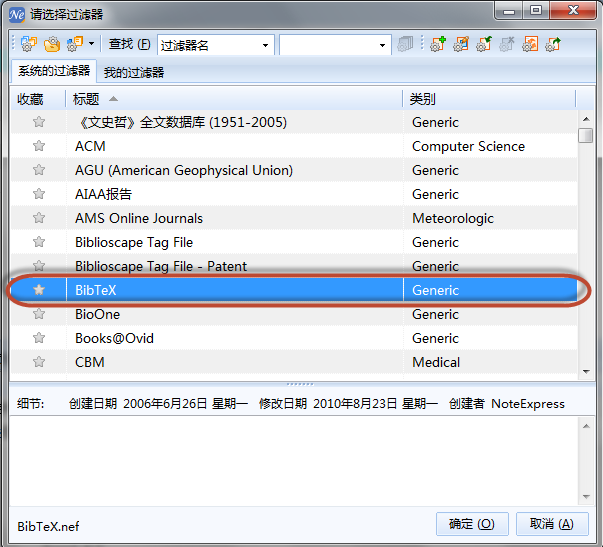 Ne 请选择过滤器
查找 (F) 过滤器名
系统的过滤器 我的过滤器
收藏 标题 类别
《文史哲》全文数据库 (1951-2005) Generic
ACM Computer Science
AGU (American Geophysical Union) Generic
AIAA报告 Generic
AMS Online Journals Meteorologic
Biblioscape Tag File Generic
Biblioscape Tag File - Patent Generic
BibTeX Generic
BioOne Generic
Books@Ovid Generic
CBM Medical
细节: 创建日期 2006年6月26日 星期一 修改日期 2010年8月23日 星期一 创建者 NoteExpress
BibTeX.nef 确定 (O) 取消 (A)